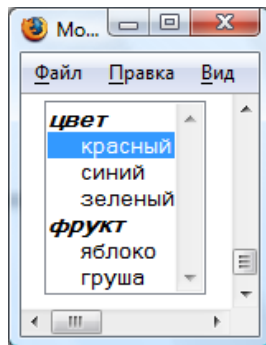 Mo...
Файл Правка Вид
цвет
красный
синий
зеленый
фрукт
яблоко
груша